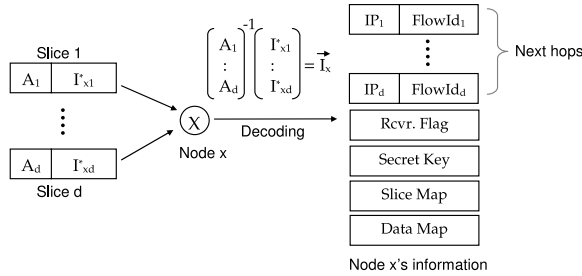 Slice 1
A1 I*x1
Ad I*xd
Slice d
X
Node x
A1 : Ad -1 I*x1 : I*xd = Ix
Decoding
IP1 FlowId1
IPd FlowIdd
Next hops
Rcvr. Flag
Secret Key
Slice Map
Data Map
Node x's information